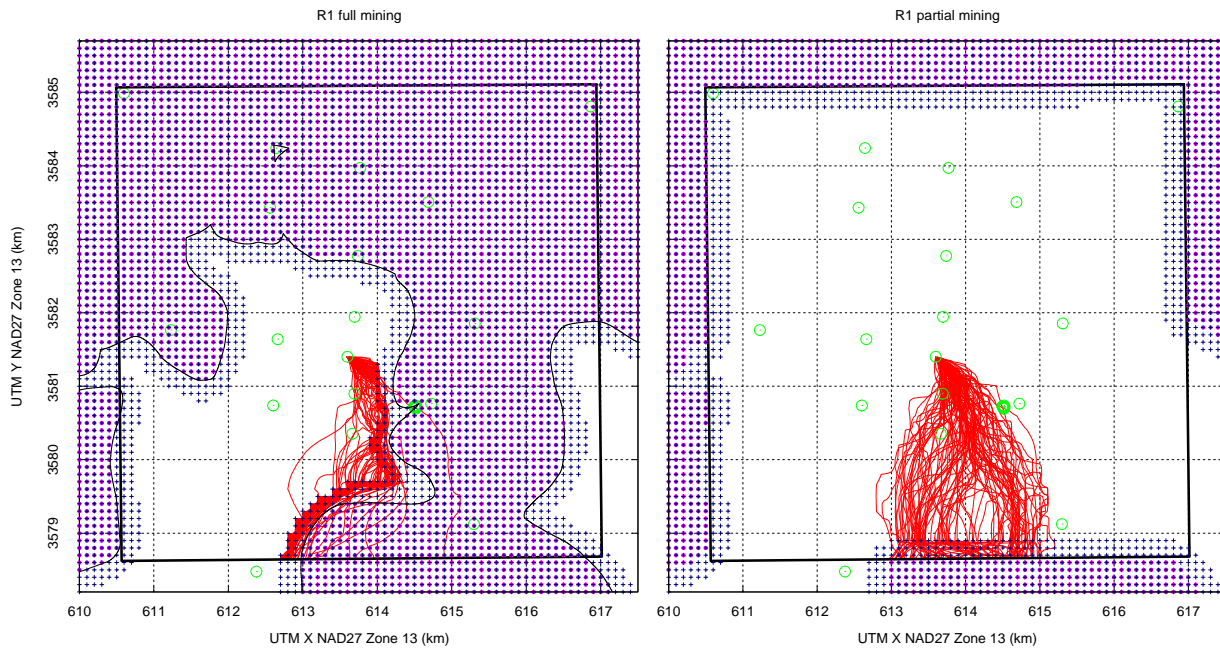 R1 full mining
R1 partial mining
UTM Y NAD27 Zone 13 (km)
3585
3584
3583
3582
3581
3580
3579
610 611 612 613 614 615 616 617
610 611 612 613 614 615 616 617
UTM X NAD27 Zone 13 (km)
UTM X NAD27 Zone 13 (km)